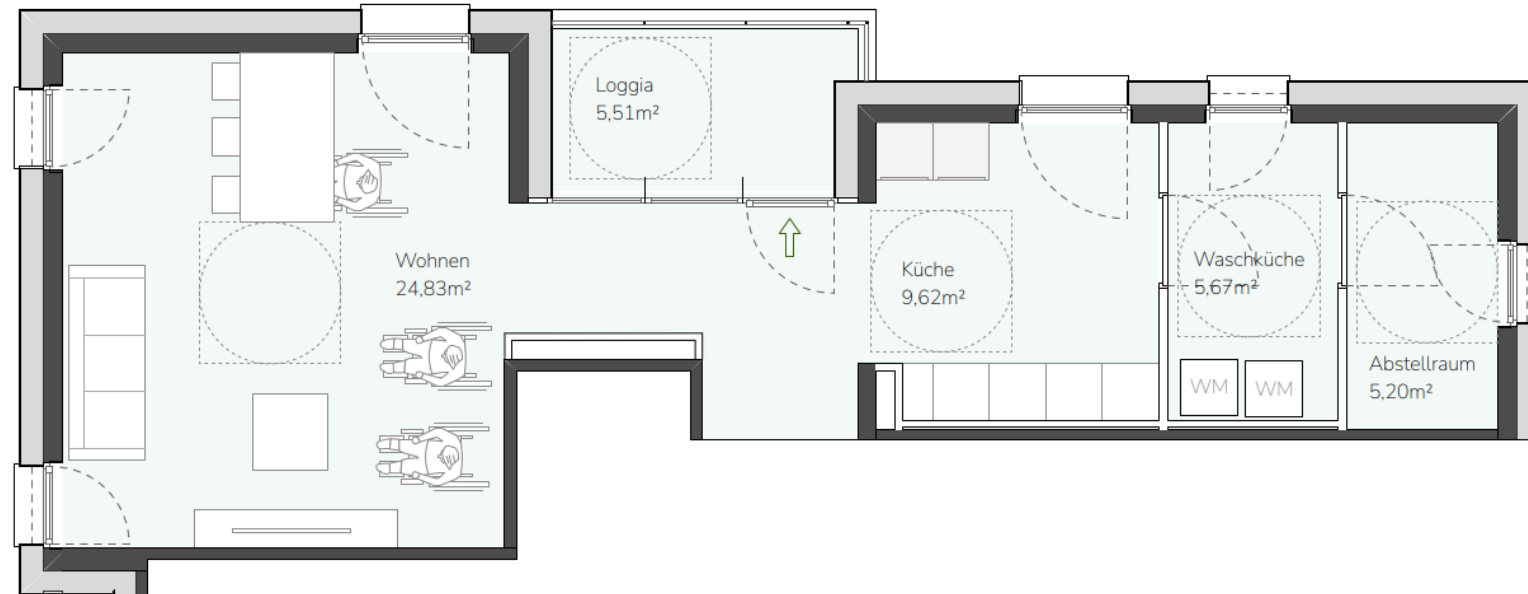 Loggia
5,51m²
Wohnen
24,83m²
Küche
9,62m²
Waschküche
5,67m²
Abstellraum
5,20m²
WM
WM